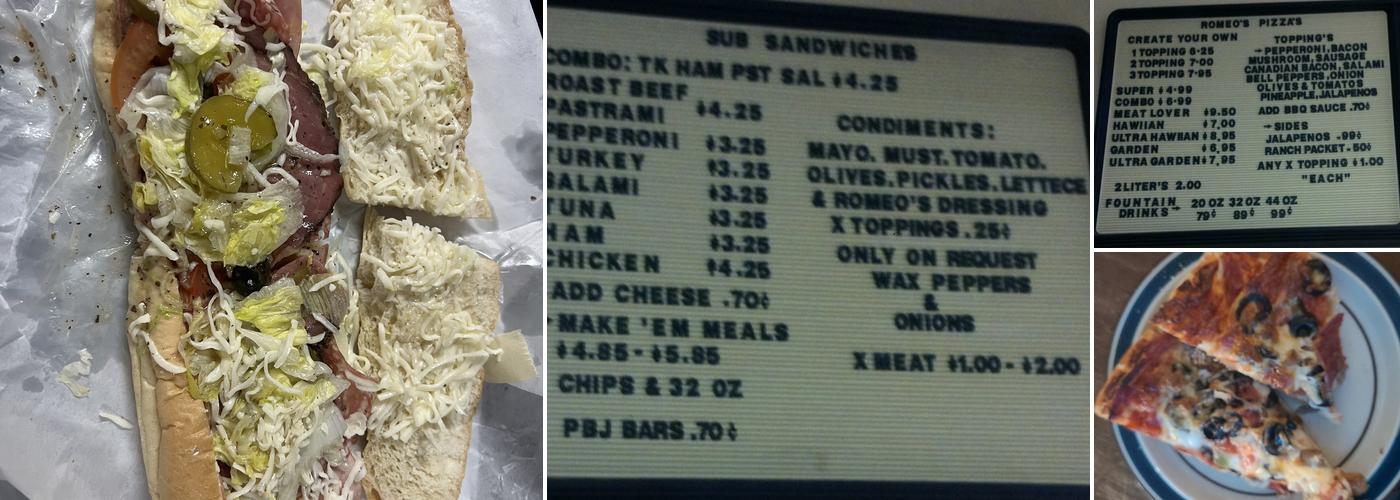 SUB SANDWICHES
COMBO: TK HAM PST SAL $4.25
ROAST BEEF
PASTRAMI $4.25
PEPPERONI $3.25
TURKEY $3.25
SALAMI $3.25
TUNA $3.25
HAM $3.25
CHICKEN $4.25
ADD CHEESE .70¢
MAKE 'EM MEALS
$4.85 - $5.85
CHIPS & 32 OZ
PBJ BARS .70¢
CONDIMENTS:
MAYO. MUST. TOMATO.
OLIVES. PICKLES. LETTECE
& ROMEO'S DRESSING
X TOPPINGS .25¢
ONLY ON REQUEST
WAX PEPPERS
&
ONIONS
X MEAT $1.00 - $2.00
ROMEO'S PIZZA'S
CREATE YOUR OWN
1 TOPPING 6.25
2 TOPPING 7.00
3 TOPPING 7.95
SUPER $4.99
COMBO $6.99
MEAT LOVER $9.50
HAWIIAN $7.00
ULTRA HAWIIAN $8.95
GARDEN $6.95
ULTRA GARDEN $7.95
2 LITER'S 2.00
TOPPING'S
PEPPERONI, BACON
MUSHROOM, SAUSAGE
CANADIAN BACON, SALAMI
BELL PEPPERS, ONION
OLIVES & TOMATOS
PINEAPPLE, JALAPENOS
ADD BBQ SAUCE .70¢
SIDES
JALAPENOS .99¢
RANCH PACKET .50¢
ANY X TOPPING $1.00
"EACH"
FOUNTAIN 20 OZ 32 OZ 44 OZ
DRINKS 79¢ 89¢ 99¢